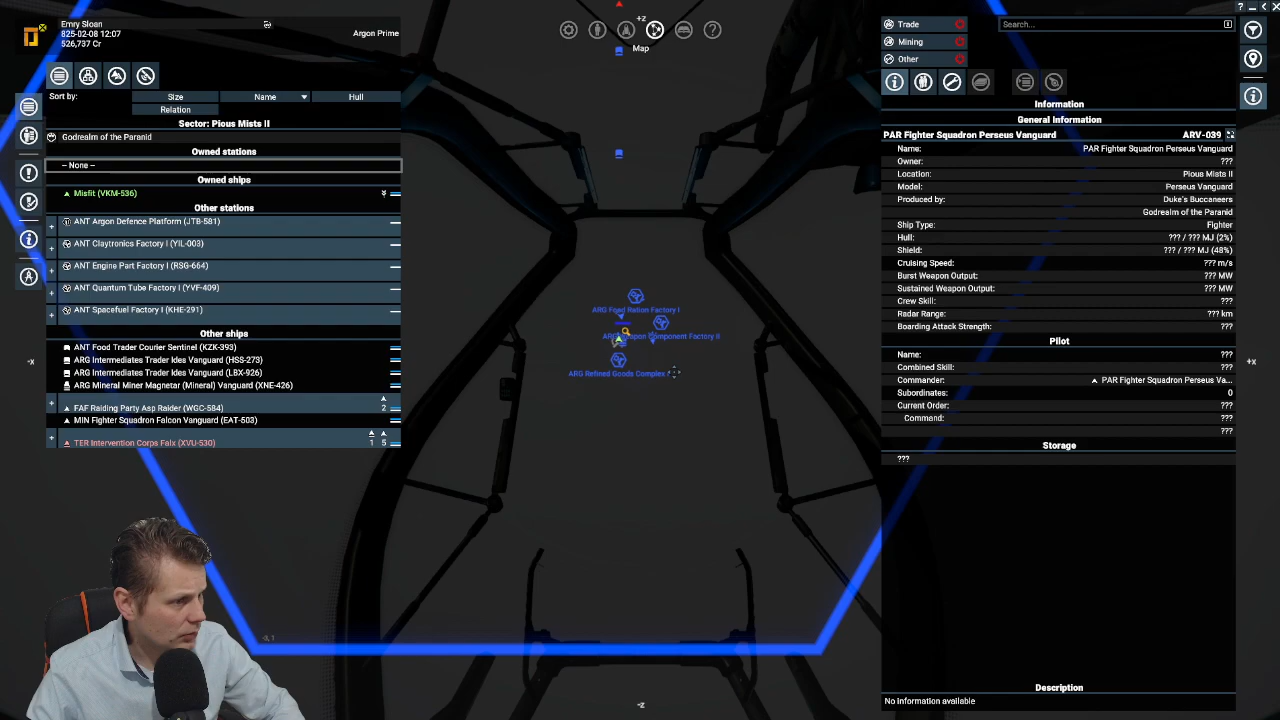 Emry Sloan
825-02-08 12:07
526,737 Cr
Argon Prime
Sort by:
Size
Name
Hull
Relation
Sector: Pious Mists II
Godrealm of the Paranid
Owned stations
-- None --
Owned ships
Misfit (VKM-536)
Other stations
ANT Argon Defence Platform (JTB-581)
ANT Claytronics Factory I (YIL-003)
ANT Engine Part Factory I (RSG-664)
ANT Quantum Tube Factory I (YVF-409)
ANT Spacefuel Factory I (KHE-291)
Other ships
ANT Food Trader Courier Sentinel (KZK-393)
ARG Intermediates Trader Ides Vanguard (HSS-273)
ARG Intermediates Trader Ides Vanguard (LBX-926)
ARG Mineral Miner Magnetar (Mineral) Vanguard (XNE-426)
FAF Raiding Party Asp Raider (WGC-584)
2
MIN Fighter Squadron Falcon Vanguard (EAT-503)
TER Intervention Corps Falx (XVU-530)
1 5
+z
Map
-x
+x
-z
ARG Food Ration Factory I
Component Factory II
ARG Refined Goods Complex
Trade
Mining
Other
Search...
Information
General Information
PAR Fighter Squadron Perseus Vanguard ARV-039
Name: PAR Fighter Squadron Perseus Vanguard
Owner: ???
Location: Pious Mists II
Model: Perseus Vanguard
Produced by: Duke's Buccaneers
Godrealm of the Paranid
Ship Type: Fighter
Hull: ??? / ??? MJ (2%)
Shield: ??? / ??? MJ (48%)
Cruising Speed: ??? m/s
Burst Weapon Output: ??? MW
Sustained Weapon Output: ??? MW
Crew Skill: ???
Radar Range: ??? km
Boarding Attack Strength: ???
Pilot
Name: ???
Combined Skill: ???
Commander: PAR Fighter Squadron Perseus Va...
Subordinates: 0
Current Order: ???
Command: ???
???
Storage
???
Description
No information available